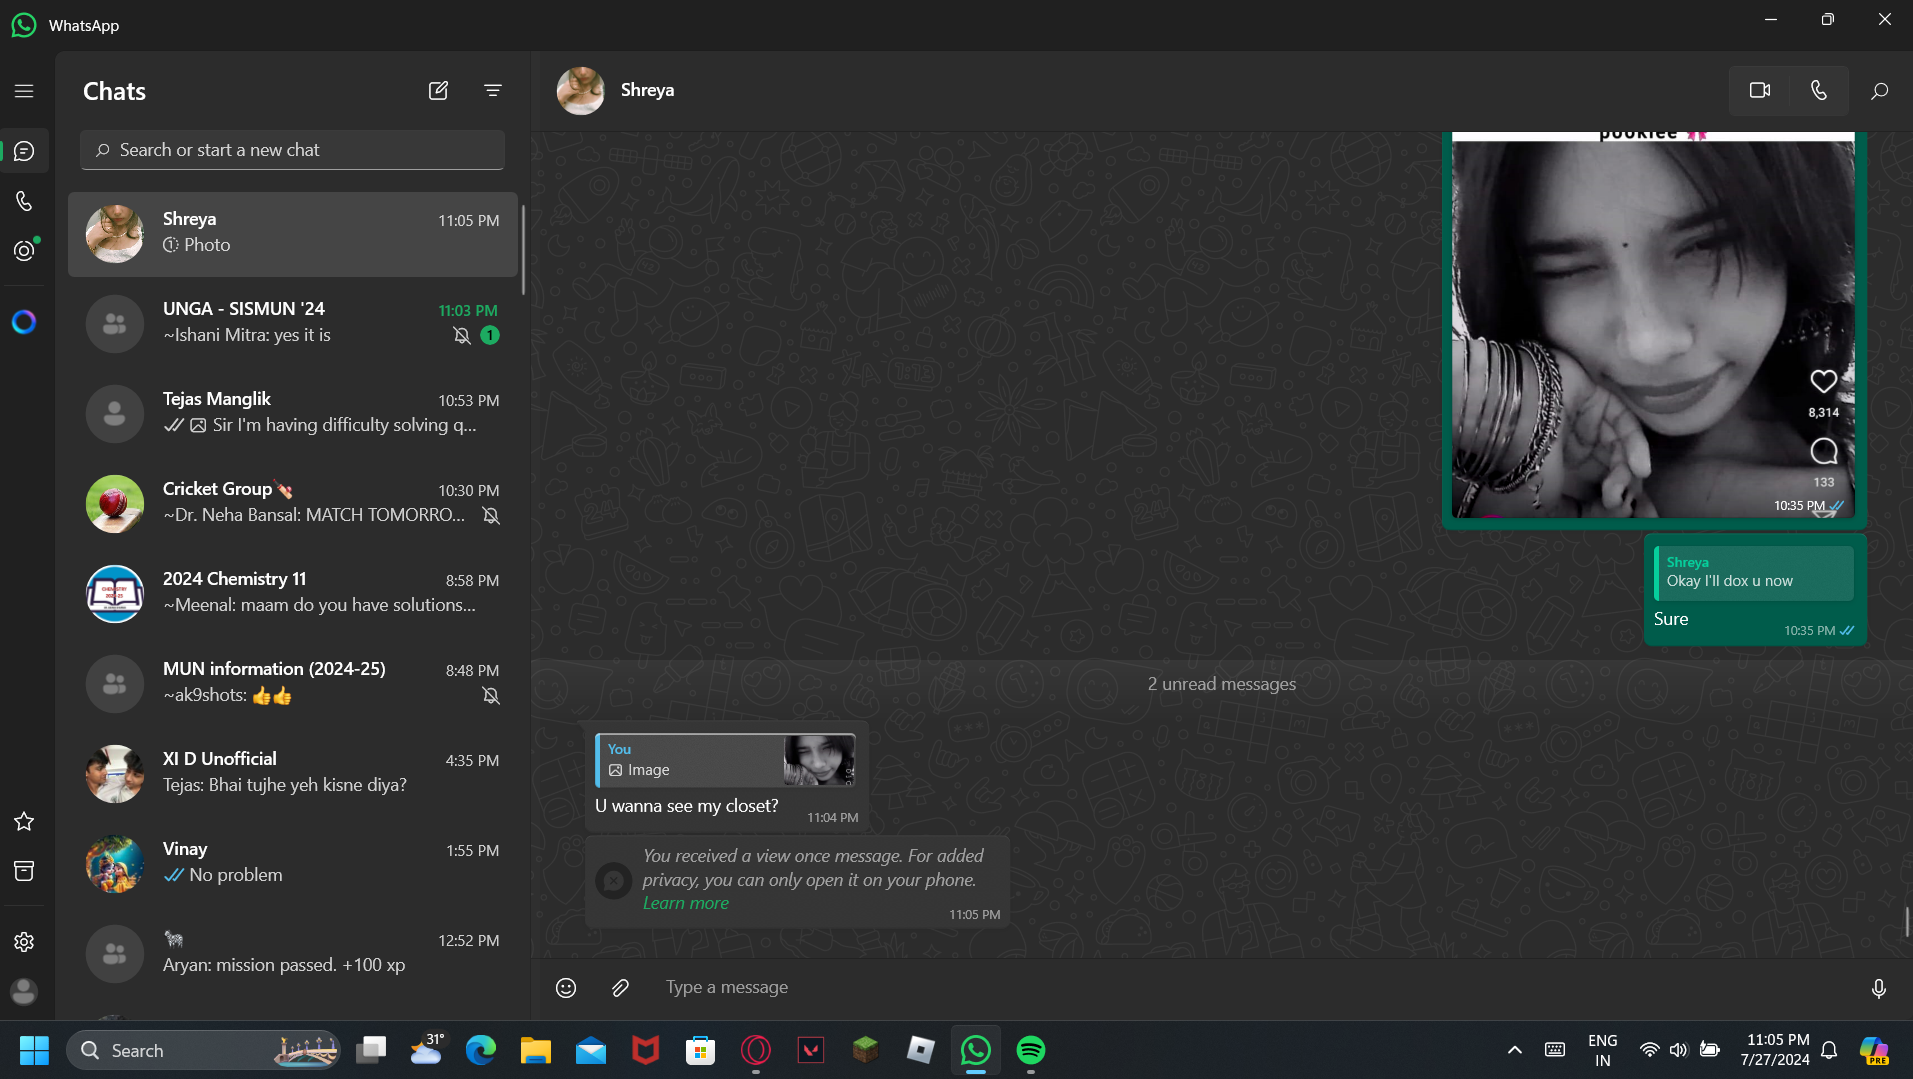 WhatsApp
Chats
Search or start a new chat
Shreya
11:05 PM
Photo
UNGA - SISMUN '24
11:03 PM
~Ishani Mitra: yes it is
1
Tejas Manglik
10:53 PM
Sir I'm having difficulty solving q...
Cricket Group🏏
10:30 PM
~Dr. Neha Bansal: MATCH TOMORRO...
2024 Chemistry 11
8:58 PM
~Meenal: maam do you have solutions...
MUN information (2024-25)
8:48 PM
~ak9shots: 👍👍
XI D Unofficial
4:35 PM
Tejas: Bhai tujhe yeh kisne diya?
Vinay
1:55 PM
No problem
🦓
12:52 PM
Aryan: mission passed. +100 xp
Shreya
pookiee 🎀
8,314
133
10:35 PM
Shreya
Okay I'll dox u now
Sure
10:35 PM
2 unread messages
You
Image
U wanna see my closet?
11:04 PM
You received a view once message. For added
privacy, you can only open it on your phone.
Learn more
11:05 PM
Type a message
Search
31°
ENG
IN
11:05 PM
7/27/2024
PRE